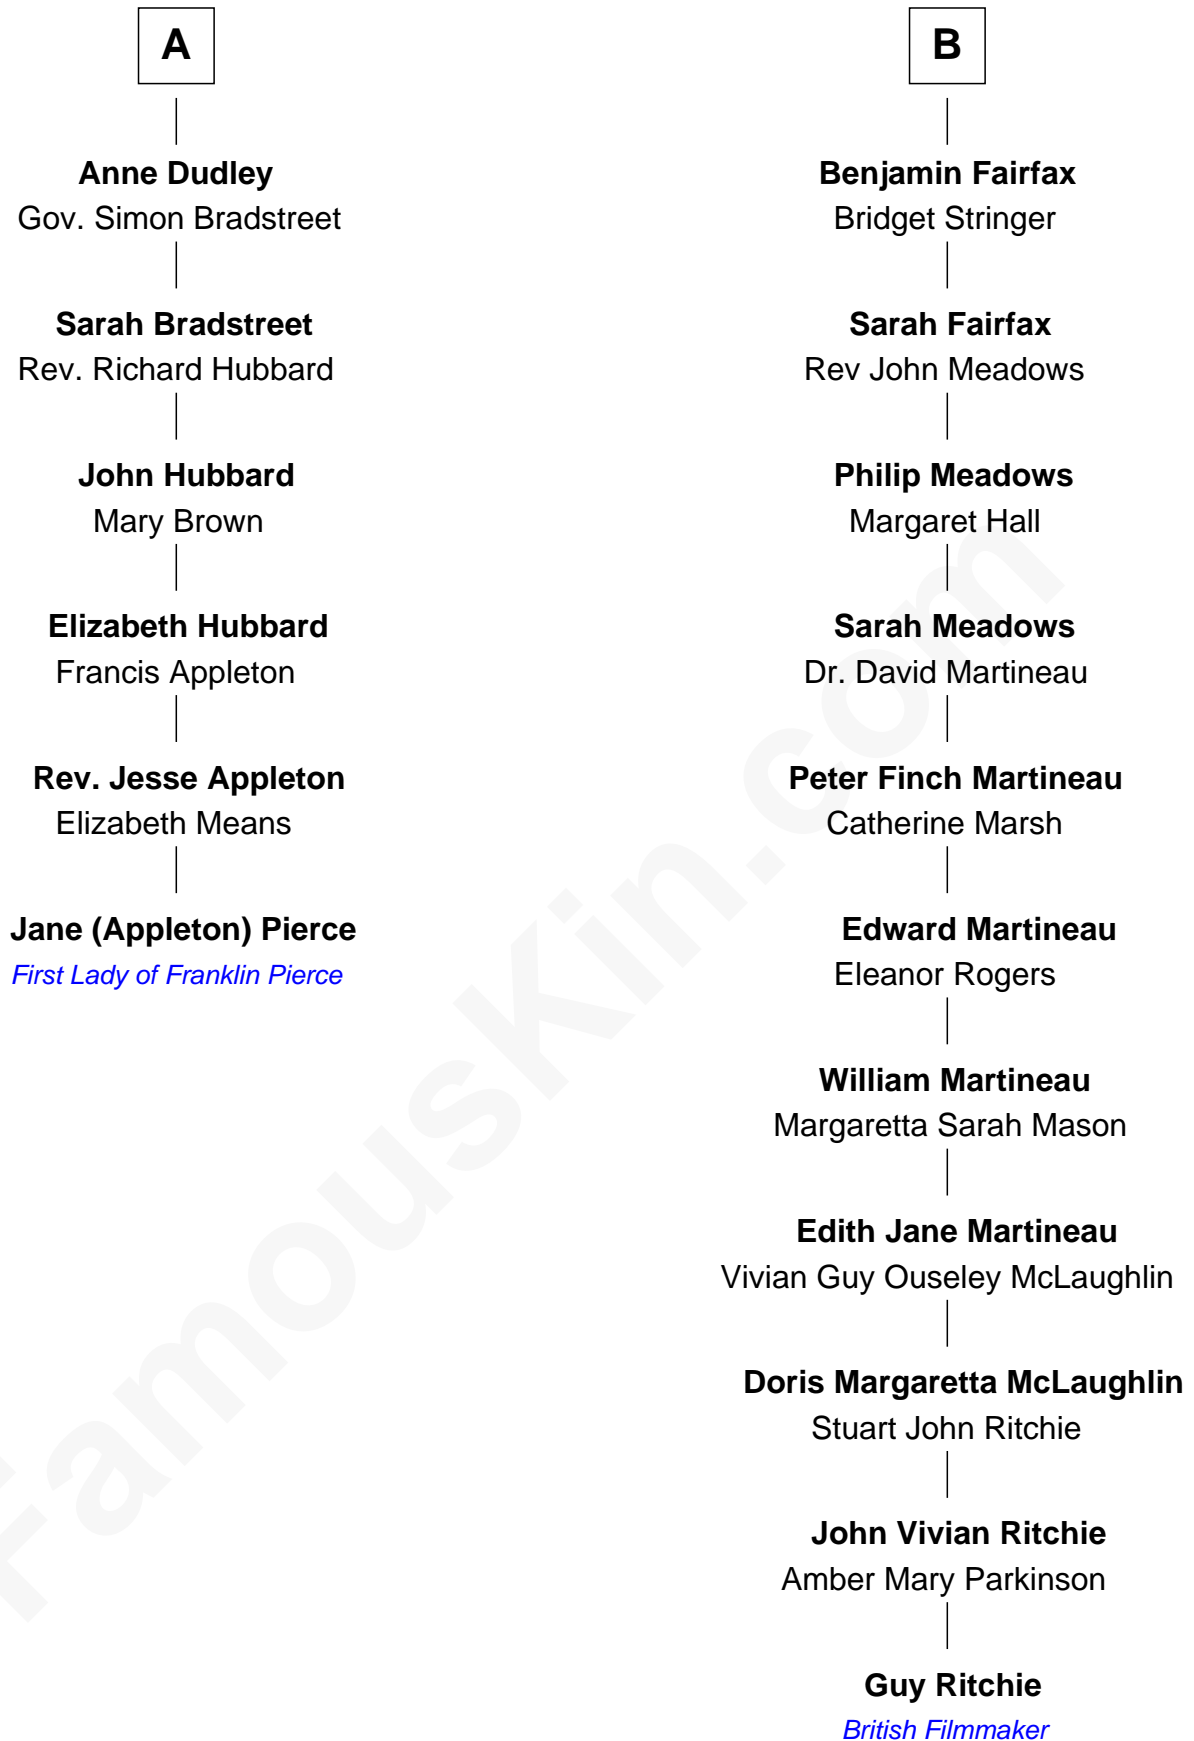 A
Anne Dudley
Gov. Simon Bradstreet
Sarah Bradstreet
Rev. Richard Hubbard
John Hubbard
Mary Brown
Elizabeth Hubbard
Francis Appleton
Rev. Jesse Appleton
Elizabeth Means
Jane (Appleton) Pierce
First Lady of Franklin Pierce
B
Benjamin Fairfax
Bridget Stringer
Sarah Fairfax
Rev John Meadows
Philip Meadows
Margaret Hall
Sarah Meadows
Dr. David Martineau
Peter Finch Martineau
Catherine Marsh
Edward Martineau
Eleanor Rogers
William Martineau
Margaretta Sarah Mason
Edith Jane Martineau
Vivian Guy Ouseley McLaughlin
Doris Margaretta McLaughlin
Stuart John Ritchie
John Vivian Ritchie
Amber Mary Parkinson
Guy Ritchie
British Filmmaker
FamousKin.com